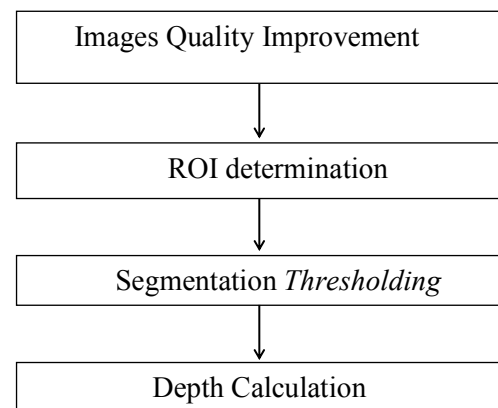 Images Quality Improvement
ROI determination
Segmentation Thresholding
Depth Calculation